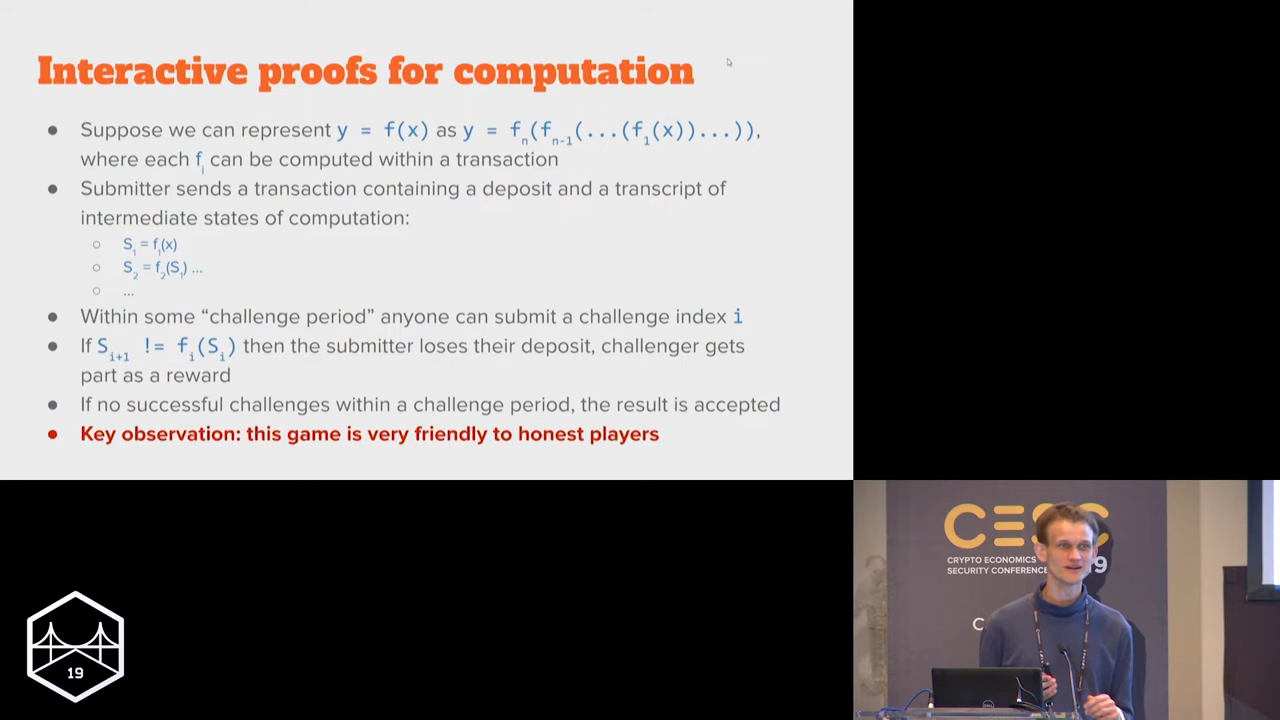 Interactive proofs for computation
● Suppose we can represent y = f(x) as y = fₙ(fₙ₋₁(...(f₁(x))...)),
where each fᵢ can be computed within a transaction
● Submitter sends a transaction containing a deposit and a transcript of
intermediate states of computation:
○ S₁ = f₁(x)
○ S₂ = f₂(S₁) ...
○ ...
● Within some “challenge period” anyone can submit a challenge index i
● If Sᵢ₊₁ != fᵢ(Sᵢ) then the submitter loses their deposit, challenger gets
part as a reward
● If no successful challenges within a challenge period, the result is accepted
● Key observation: this game is very friendly to honest players
CESC
CRYPTO ECONOMICS
SECURITY CONFERENCE 19
C
19
DELL